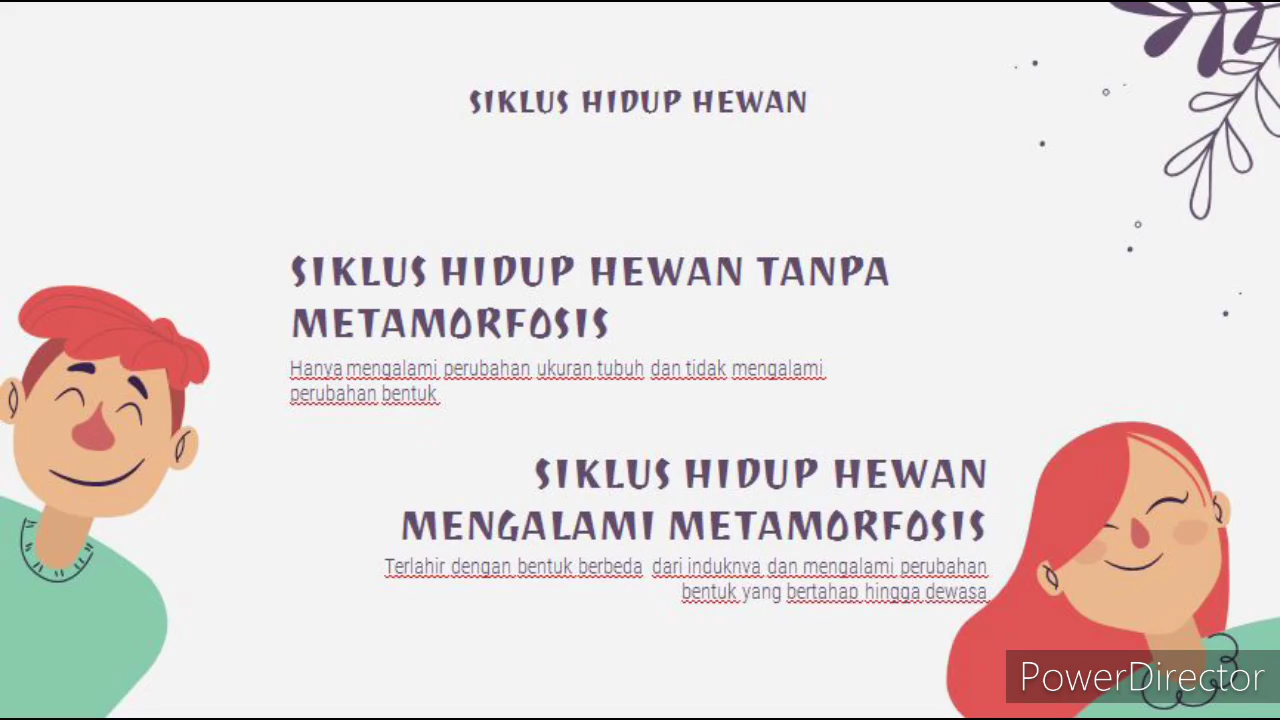 SIKLUS HIDUP HEWAN
SIKLUS HIDUP HEWAN TANPA
METAMORFOSIS
Hanya mengalami perubahan ukuran tubuh dan tidak mengalami
perubahan bentuk
SIKLUS HIDUP HEWAN
MENGALAMI METAMORFOSIS
Terlahir dengan bentuk berbeda dari induknya dan mengalami perubahan
bentuk yang bertahap hingga dewasa
PowerDirector